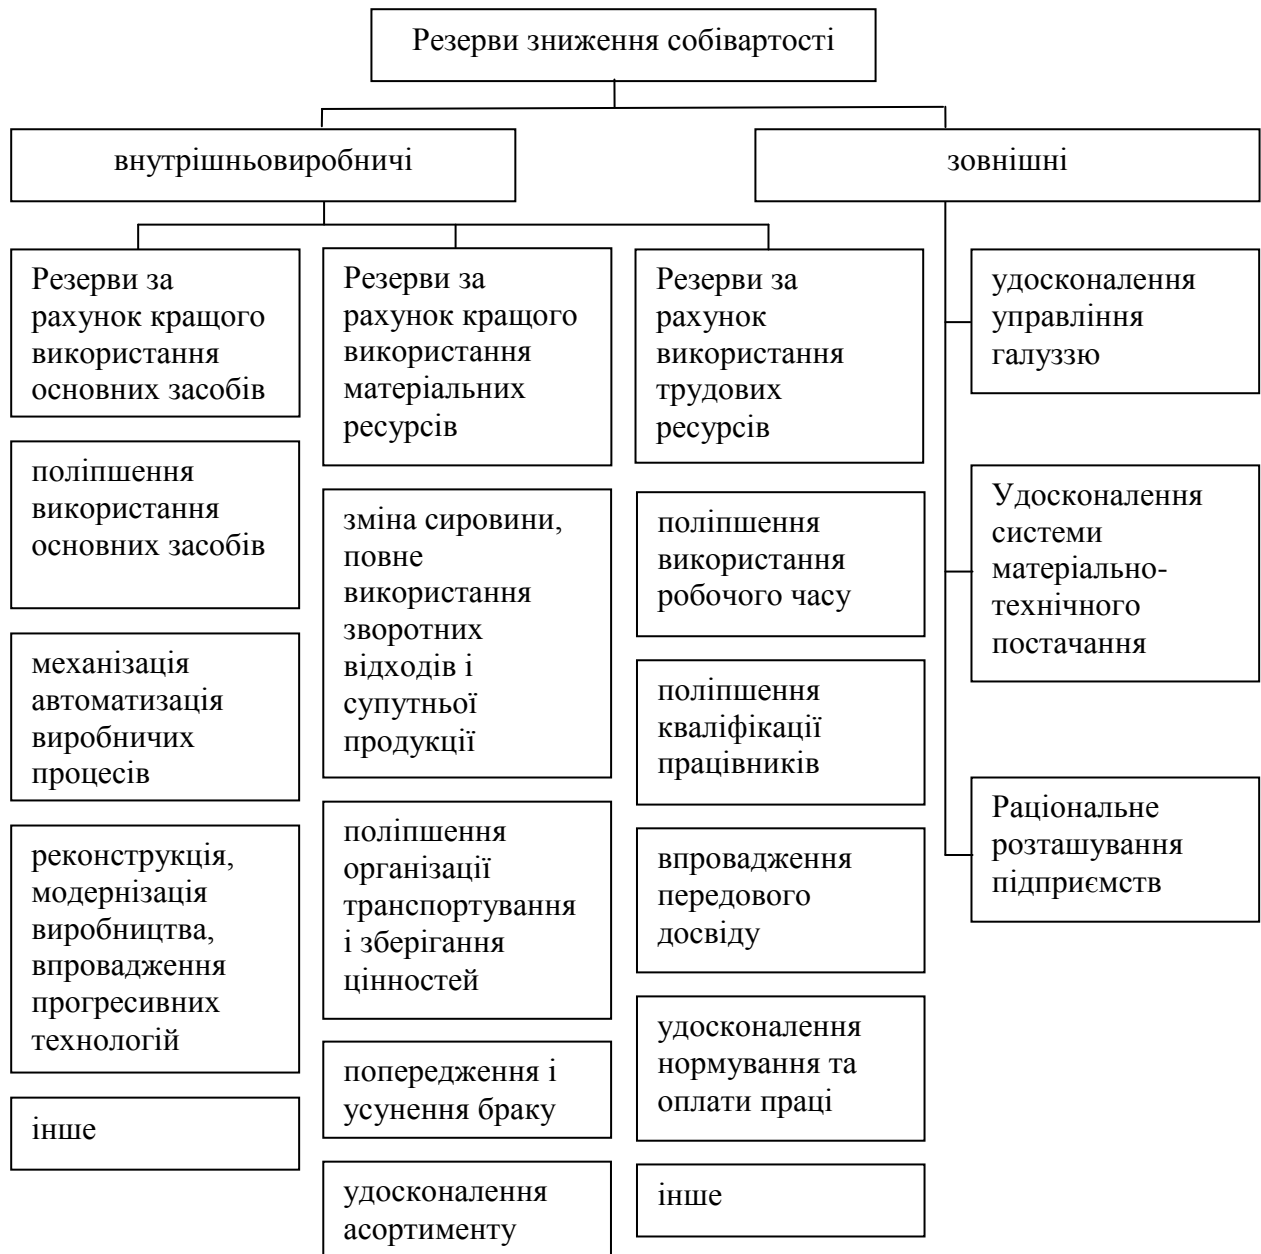 Резерви зниження собівартості
внутрішньовиробничі
зовнішні
Резерви за
рахунок кращого
використання
основних засобів
поліпшення
використання
основних засобів
механізація
автоматизація
виробничих
процесів
реконструкція,
модернізація
виробництва,
впровадження
прогресивних
технологій
інше
Резерви за
рахунок кращого
використання
матеріальних
ресурсів
зміна сировини,
повне
використання
зворотних
відходів і
супутньої
продукції
поліпшення
організації
транспортування
і зберігання
цінностей
попередження і
усунення браку
удосконалення
асортименту
Резерви за
рахунок
використання
трудових
ресурсів
поліпшення
використання
робочого часу
поліпшення
кваліфікації
працівників
впровадження
передового
досвіду
удосконалення
нормування та
оплати праці
інше
удосконалення
управління
галуззю
Удосконалення
системи
матеріально-
технічного
постачання
Раціональне
розташування
підприємств